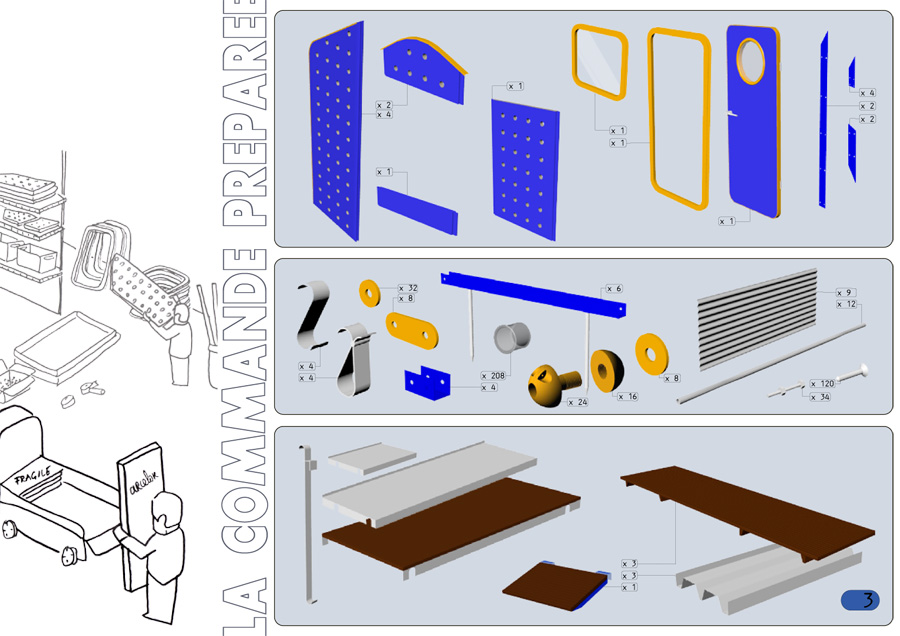 LA COMMANDE PREPAREE
FRAGILE
arcelor
x 2
x 4
x 1
x 1
x 1
x 1
x 1
x 4
x 2
x 2
x 32
x 8
x 4
x 4
x 6
x 208
x 4
x 24
x 16
x 8
x 9
x 12
x 120
x 34
x 3
x 3
x 1
3